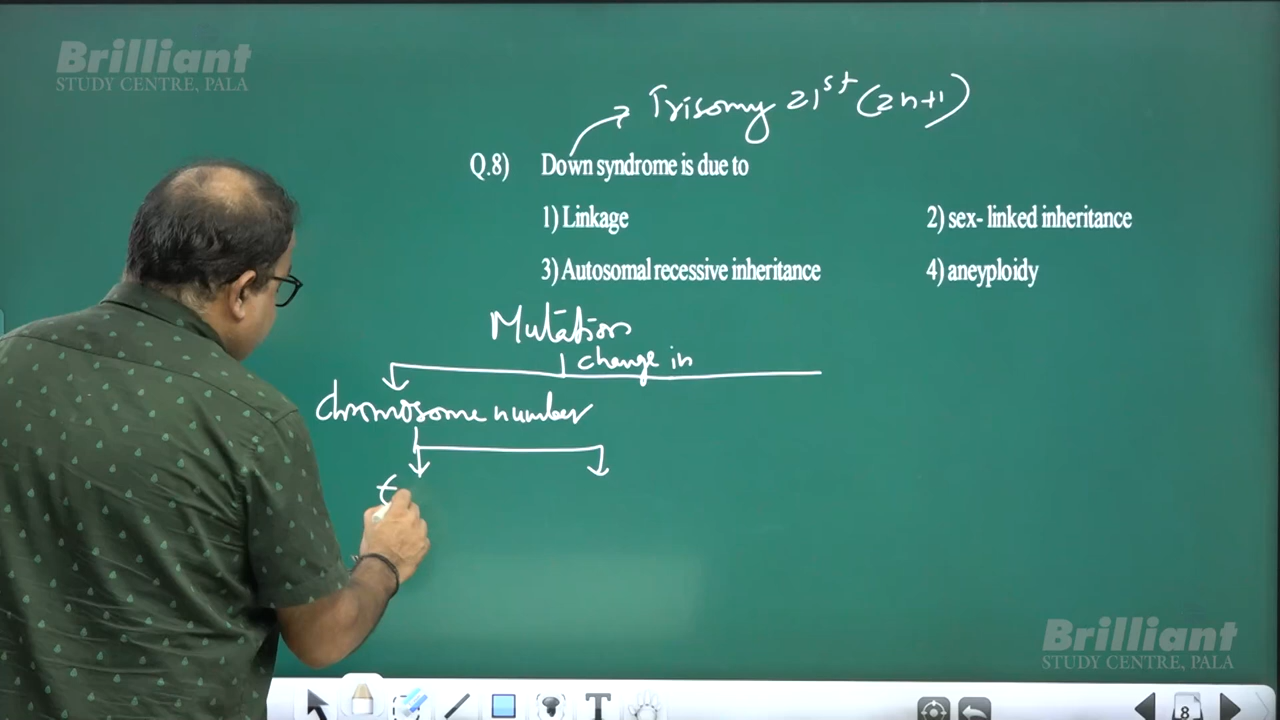 Brilliant
STUDY CENTRE, PALA
Trisomy 21st (2n+1)
Q.8) Down syndrome is due to
1) Linkage 2) sex- linked inheritance
3) Autosomal recessive inheritance 4) aneyploidy
Mutation
change in
chromosome number
Brilliant
STUDY CENTRE, PALA
T
8